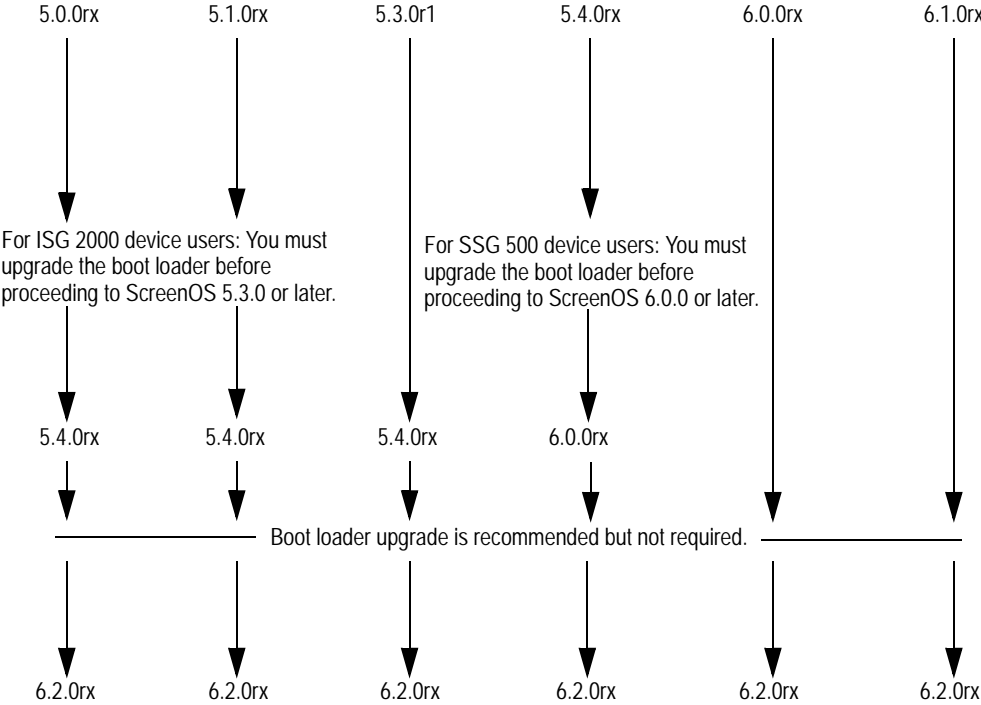 5.0.0rx 5.1.0rx 5.3.0r1 5.4.0rx 6.0.0rx 6.1.0rx
For ISG 2000 device users: You must
upgrade the boot loader before
proceeding to ScreenOS 5.3.0 or later.
For SSG 500 device users: You must
upgrade the boot loader before
proceeding to ScreenOS 6.0.0 or later.
5.4.0rx 5.4.0rx 5.4.0rx 6.0.0rx
Boot loader upgrade is recommended but not required.
6.2.0rx 6.2.0rx 6.2.0rx 6.2.0rx 6.2.0rx 6.2.0rx